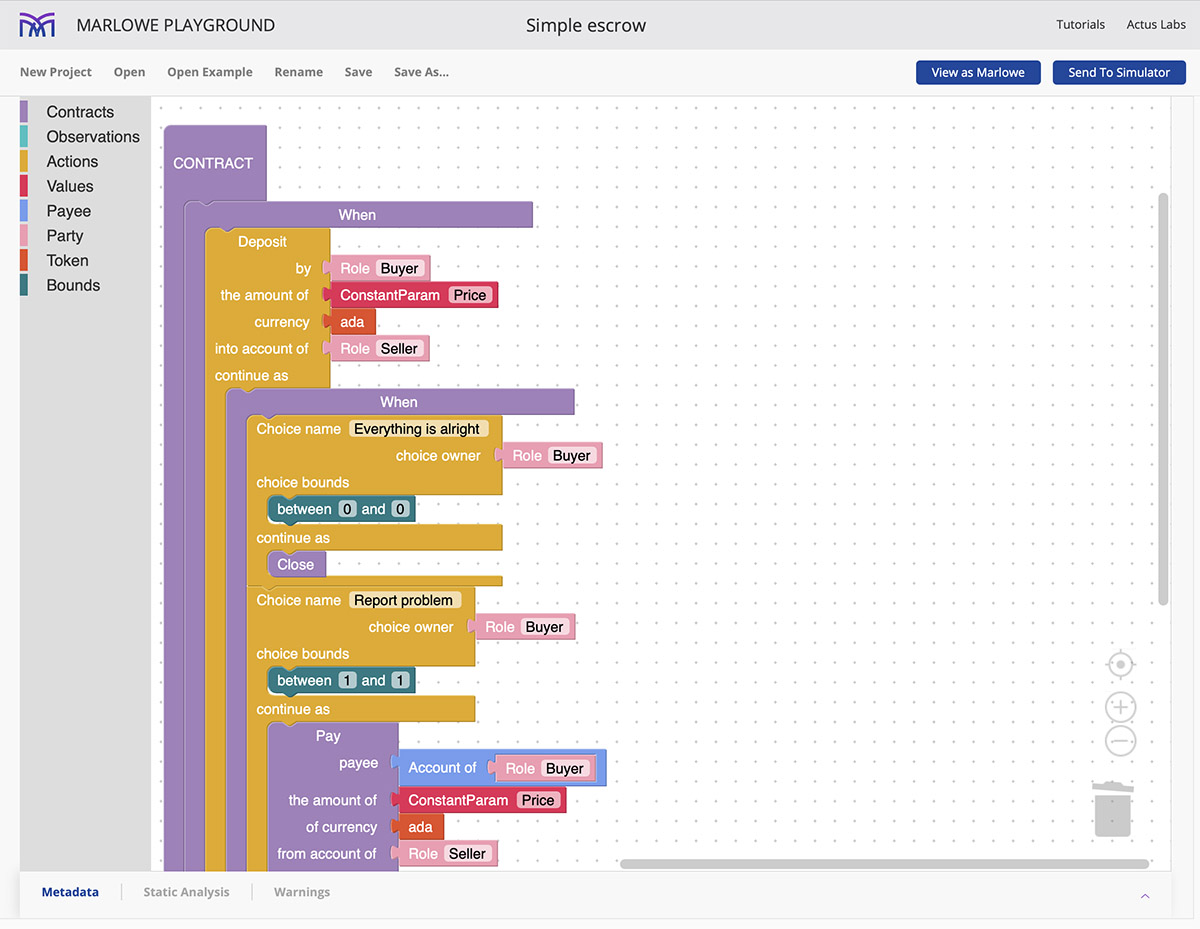 MARLOWE PLAYGROUND Simple escrow Tutorials Actus Labs
New Project Open Open Example Rename Save Save As... View as Marlowe Send To Simulator
Contracts
Observations
Actions
Values
Payee
Party
Token
Bounds
CONTRACT
When
Deposit
by Role Buyer
the amount of ConstantParam Price
currency ada
into account of Role Seller
continue as
When
Choice name Everything is alright
choice owner Role Buyer
choice bounds
between 0 and 0
continue as
Close
Choice name Report problem
choice owner Role Buyer
choice bounds
between 1 and 1
continue as
Pay
payee Account of Role Buyer
the amount of ConstantParam Price
of currency ada
from account of Role Seller
Metadata Static Analysis Warnings